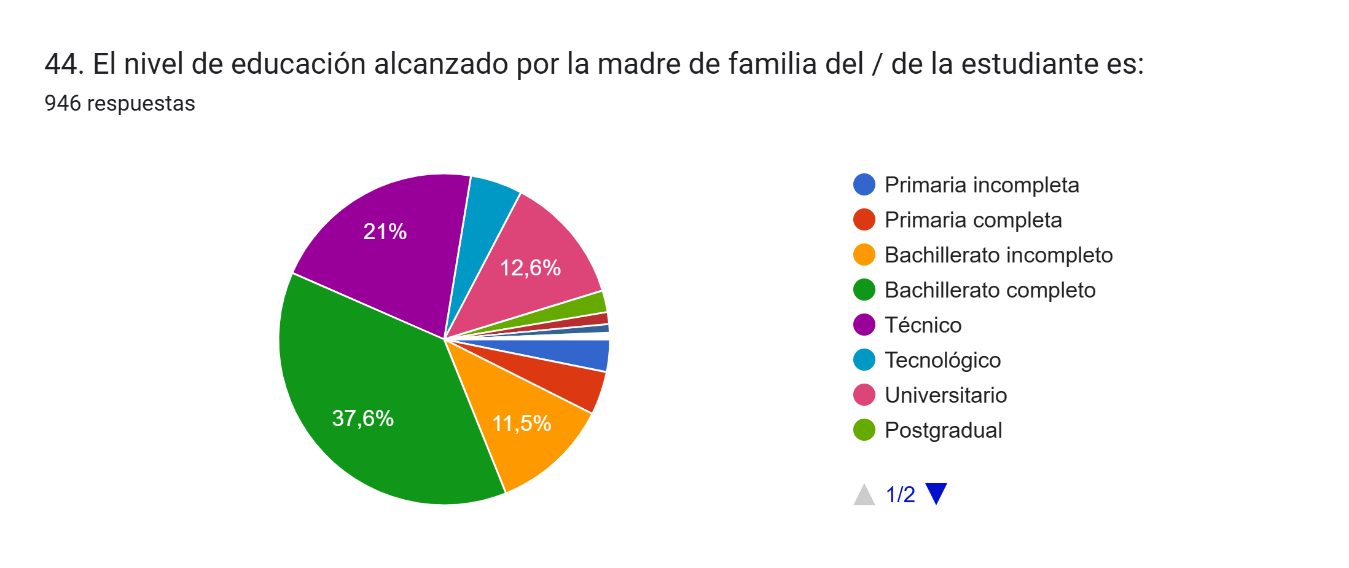 44. El nivel de educación alcanzado por la madre de familia del / de la estudiante es:
946 respuestas
21%
12,6%
37,6%
11,5%
Primaria incompleta
Primaria completa
Bachillerato incompleto
Bachillerato completo
Técnico
Tecnológico
Universitario
Postgradual
1/2